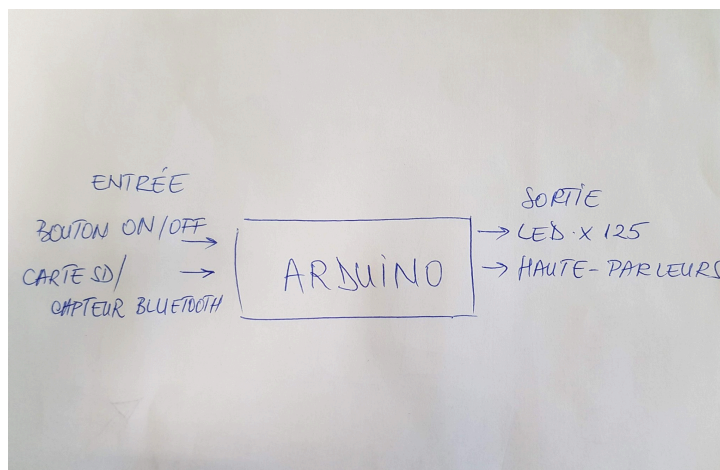 ENTRÉE
BOUTON ON/OFF
CARTE SD/
CAPTEUR BLUETOOTH
ARDUINO
SORTIE
LED X 125
HAUTE-PARLEURS